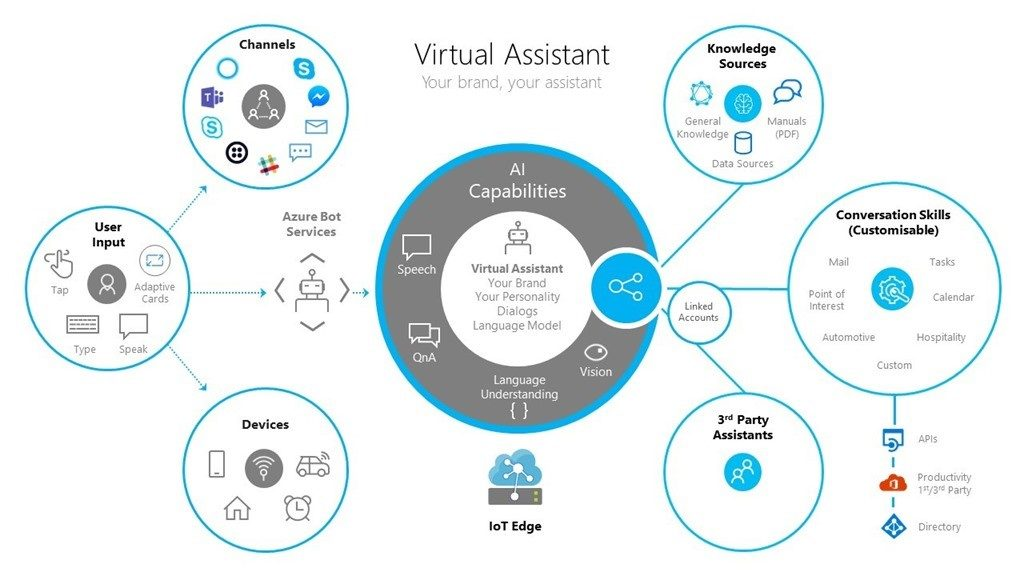 Virtual Assistant
Your brand, your assistant
Channels
User
Input
Tap
Adaptive
Cards
Type
Speak
Devices
Azure Bot
Services
AI
Capabilities
Speech
QnA
Language
Understanding
{ }
Vision
Virtual Assistant
Your Brand
Your Personality
Dialogs
Language Model
IoT Edge
Linked
Accounts
Knowledge
Sources
General
Knowledge
Manuals
(PDF)
Data Sources
Conversation Skills
(Customisable)
Mail
Tasks
Point of
Interest
Calendar
Automotive
Hospitality
Custom
3rd Party
Assistants
APIs
Productivity
1st/3rd Party
Directory